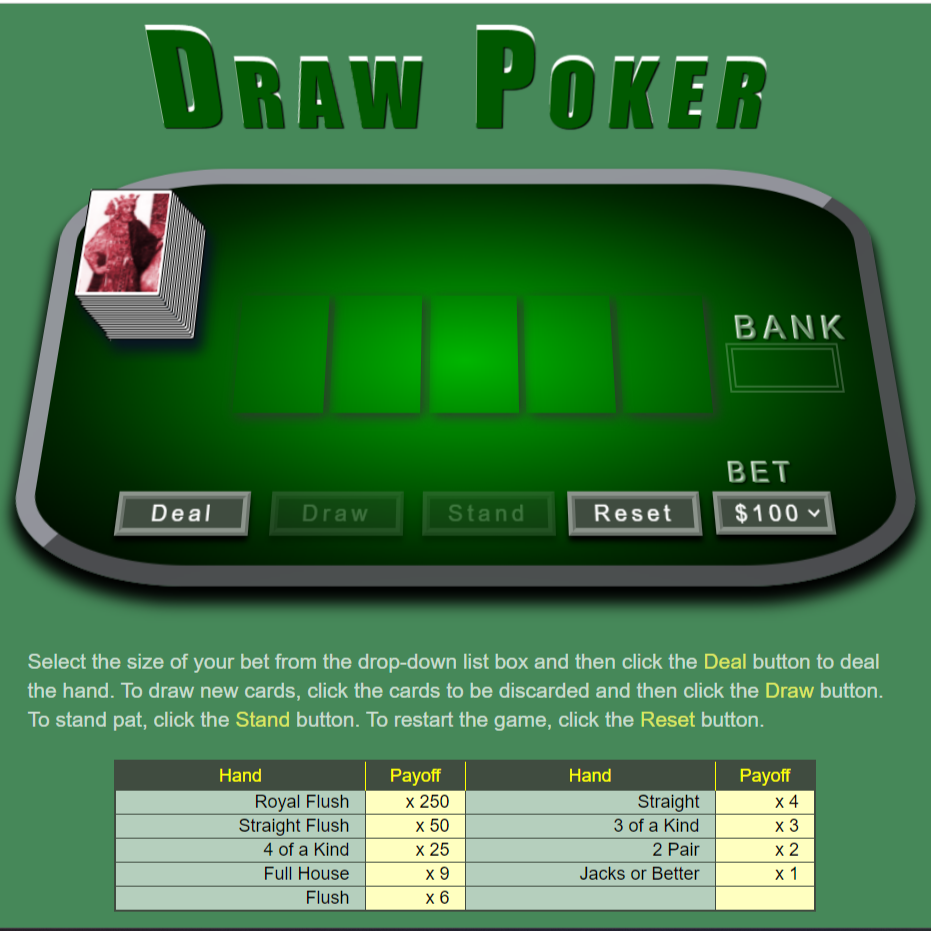 DRAW POKER
BANK
BET
Deal Draw Stand Reset $100
Select the size of your bet from the drop-down list box and then click the Deal button to deal
the hand. To draw new cards, click the cards to be discarded and then click the Draw button.
To stand pat, click the Stand button. To restart the game, click the Reset button.
Hand Payoff Hand Payoff
Royal Flush x 250 Straight x 4
Straight Flush x 50 3 of a Kind x 3
4 of a Kind x 25 2 Pair x 2
Full House x 9 Jacks or Better x 1
Flush x 6